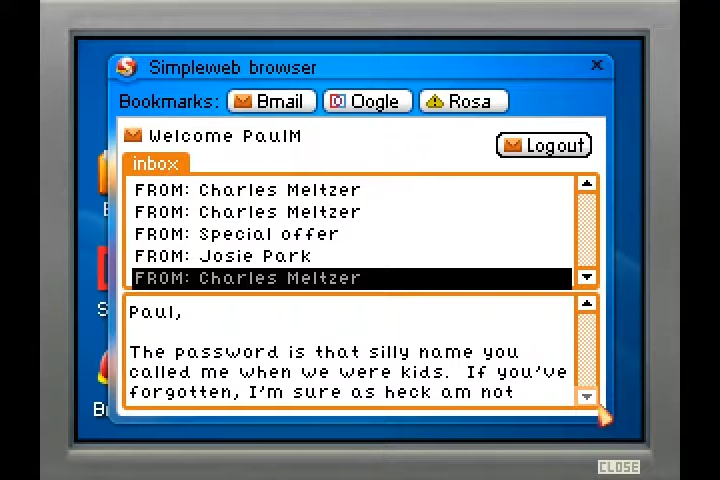 Simpleweb browser
Bookmarks: Bmail Oogle Rosa
Welcome PaulM
Logout
inbox
FROM: Charles Meltzer
FROM: Charles Meltzer
FROM: Special offer
FROM: Josie Park
FROM: Charles Meltzer
Paul,
The password is that silly name you
called me when we were kids. If you've
forgotten, I'm sure as heck am not
CLOSE